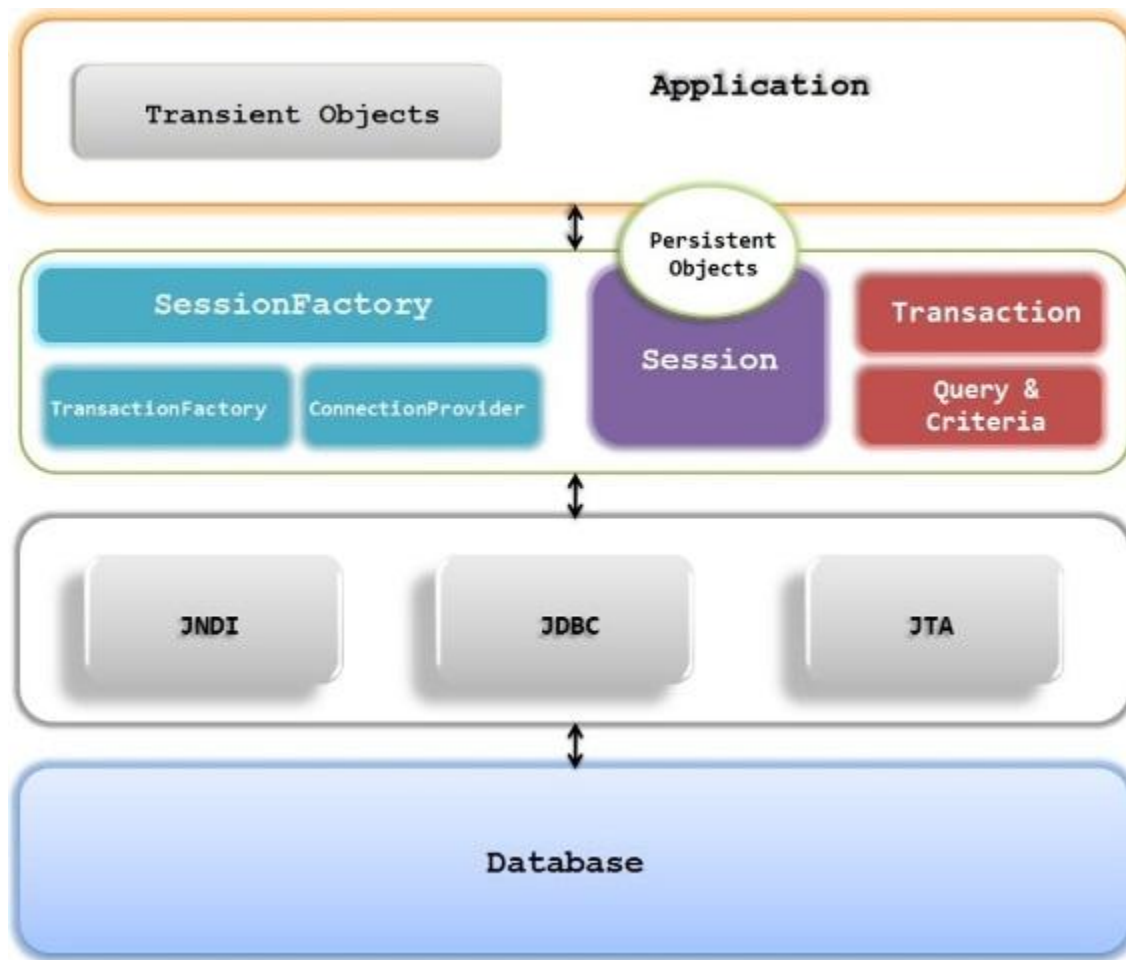 Application
Transient Objects
Persistent
Objects
SessionFactory
Session
Transaction
TransactionFactory
ConnectionProvider
Query &
Criteria
JNDI
JDBC
JTA
Database